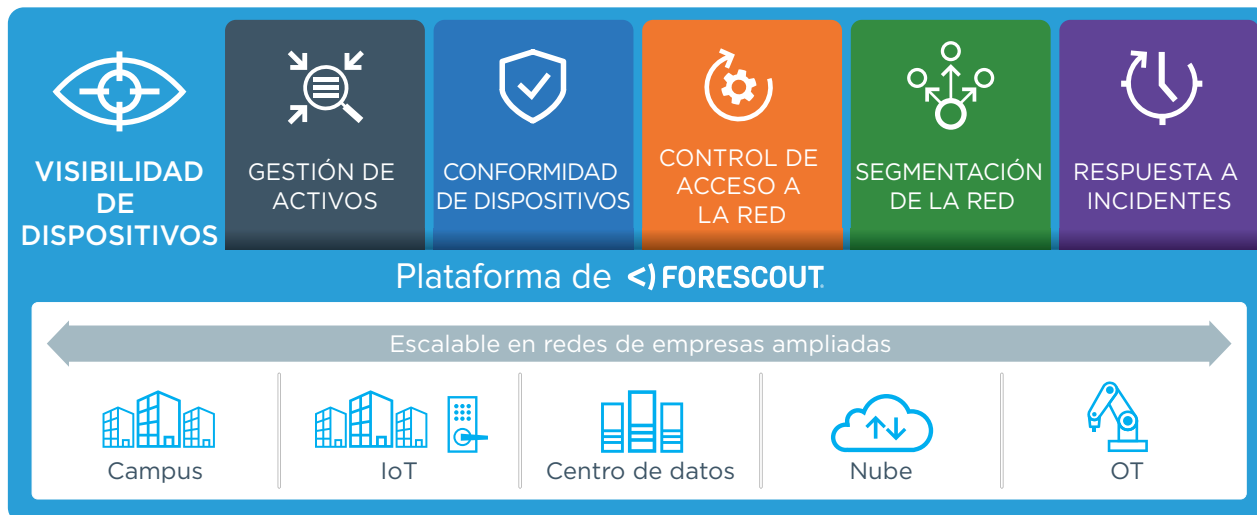 VISIBILIDAD
DE
DISPOSITIVOS
GESTIÓN DE
ACTIVOS
CONFORMIDAD
DE DISPOSITIVOS
CONTROL DE
ACCESO A
LA RED
SEGMENTACIÓN
DE LA RED
RESPUESTA A
INCIDENTES
Plataforma de <) FORESCOUT.
Escalable en redes de empresas ampliadas
Campus
IoT
Centro de datos
Nube
OT